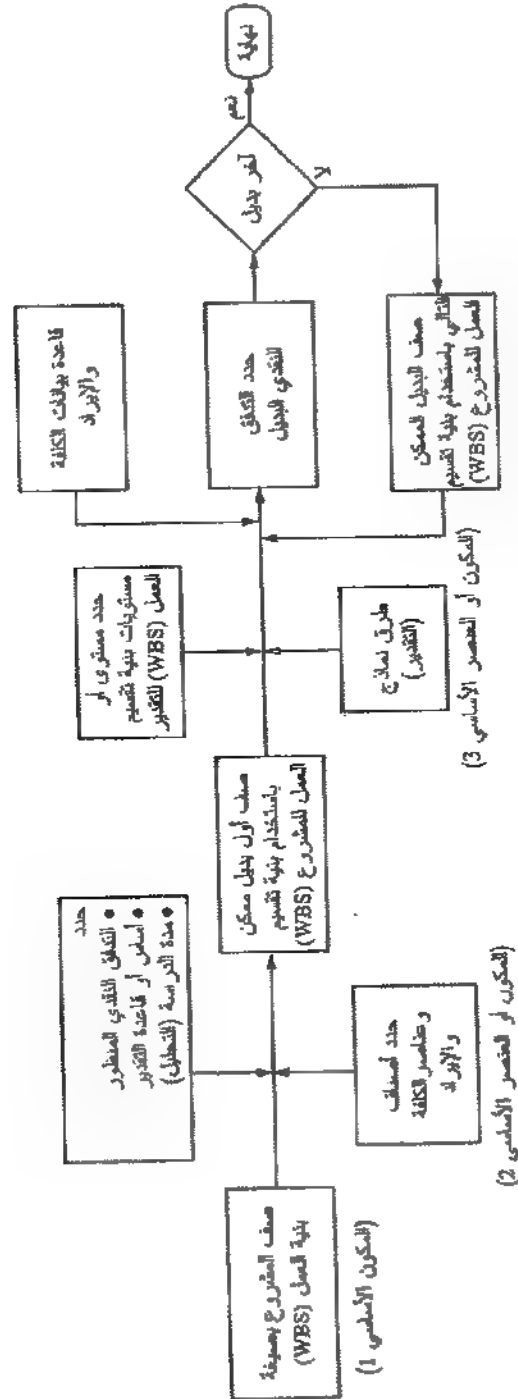 صف المشروع بصيغة
بنية العمل (WBS)
(المكون الأساسي 1)
حدد
● التدفق النقدي المنظور
● أساس أو قاعدة التقدير
● مدة الدراسة (التحليل)
حدد أصناف
وعناصر الكلفة
والإيراد
(المكون أو العنصر الأساسي 2)
صف أول بديل ممكن
باستخدام بنية تقسيم
العمل للمشروع (WBS)
حدد مستوى أو
مستويات بنية تقسيم
العمل (WBS) للتقدير
طرق نماذج
(التقدير)
(المكون أو العنصر الأساسي 3)
قاعدة بيانات الكلفة
والإيراد
حدد التدفق
النقدي البديل
صف البديل الممكن
التالي باستخدام بنية تقسيم
العمل للمشروع (WBS)
آخر بديل
نعم
لا
نهاية